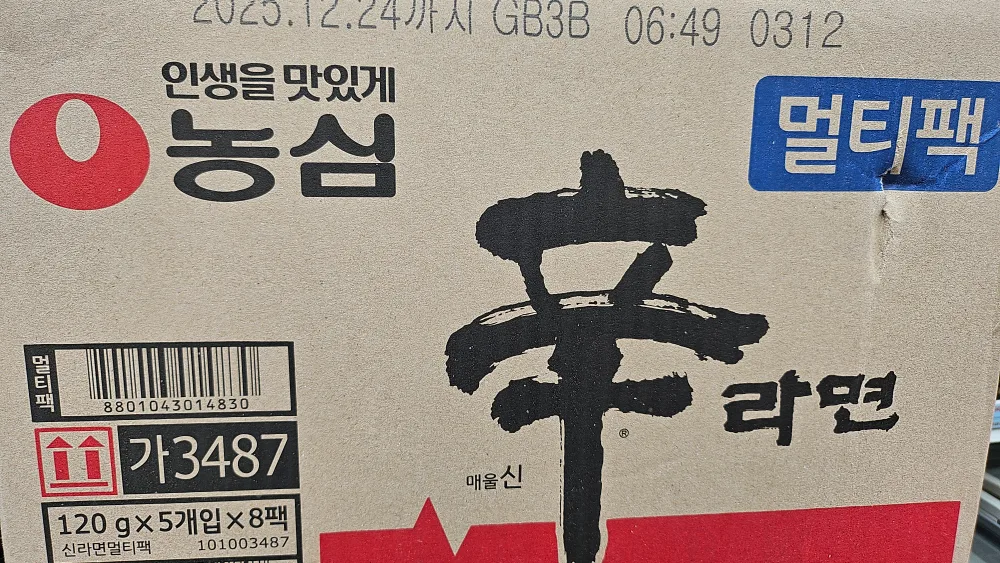 2025.12.24까지 GB3B 06:49 0312
인생을 맛있게
농심
멀티팩
辛라면
®
매울신
멀티팩
8801043014830
가3487
120 g×5개입×8팩
신라면멀티팩 101003487